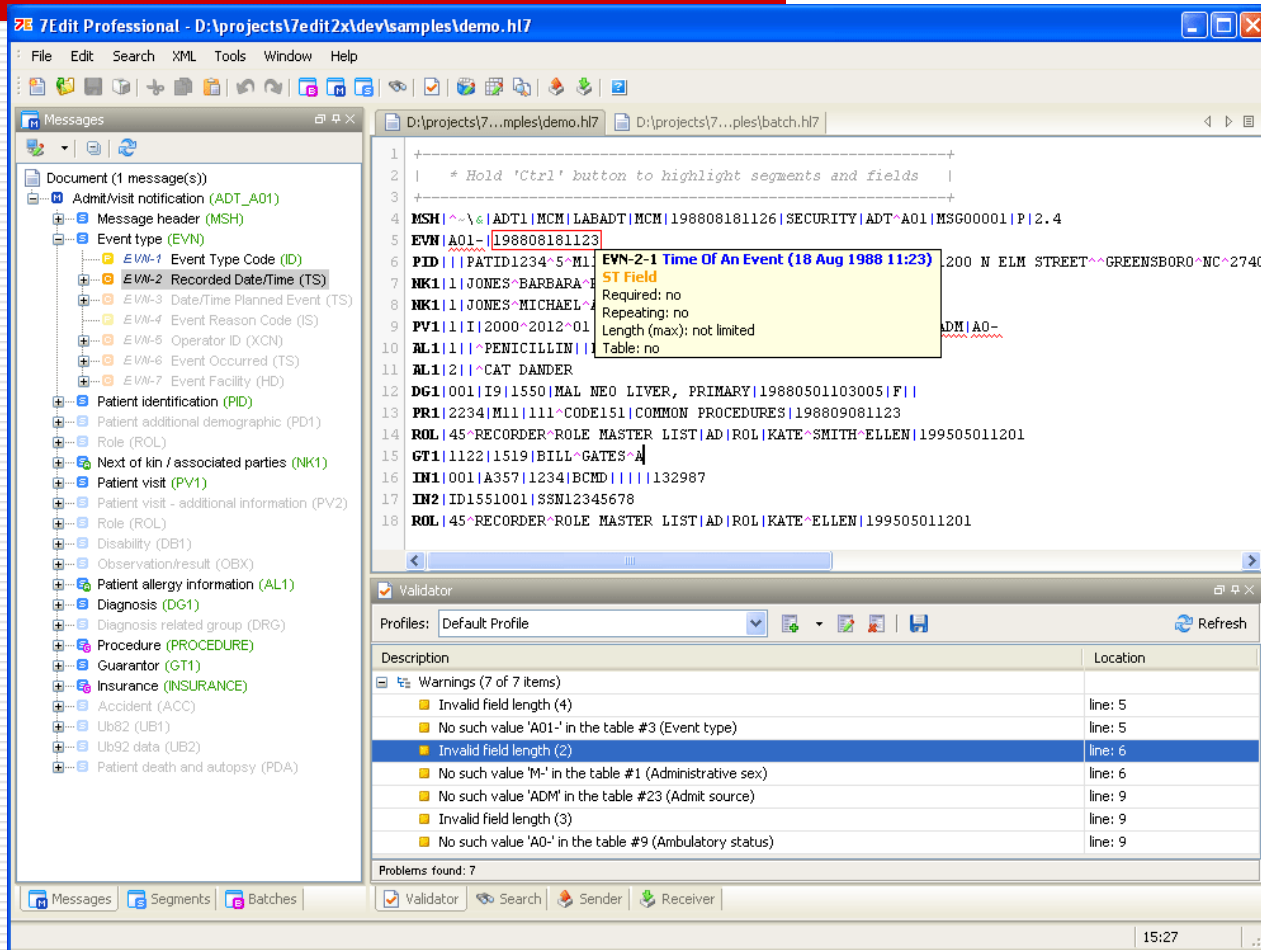 7Edit Professional - D:\projects\7edit2x\dev\samples\demo.hl7
File Edit Search XML Tools Window Help
Messages
Document (1 message(s))
Admit/visit notification (ADT_A01)
Message header (MSH)
Event type (EVN)
EVN-1 Event Type Code (ID)
EVN-2 Recorded Date/Time (TS)
EVN-3 Date/Time Planned Event (TS)
EVN-4 Event Reason Code (IS)
EVN-5 Operator ID (XCN)
EVN-6 Event Occurred (TS)
EVN-7 Event Facility (HD)
Patient identification (PID)
Patient additional demographic (PD1)
Role (ROL)
Next of kin / associated parties (NK1)
Patient visit (PV1)
Patient visit - additional information (PV2)
Role (ROL)
Disability (DB1)
Observation/result (OBX)
Patient allergy information (AL1)
Diagnosis (DG1)
Diagnosis related group (DRG)
Procedure (PROCEDURE)
Guarantor (GT1)
Insurance (INSURANCE)
Accident (ACC)
Ub82 (UB1)
Ub92 data (UB2)
Patient death and autopsy (PDA)
Messages Segments Batches
D:\projects\7...mples\demo.hl7 D:\projects\7...ples\batch.hl7
1 +-----------------------------------------------------------+
2 | * Hold 'Ctrl' button to highlight segments and fields |
3 +-----------------------------------------------------------+
4 MSH|^~\&|ADT1|MCM|LABADT|MCM|198808181126|SECURITY|ADT^A01|MSG00001|P|2.4
5 EVN|A01-|198808181123
6 PID|||PATID1234^5^M11 .200 N ELM STREET^^GREENSBORO^NC^2740
7 NK1|1|JONES^BARBARA^
8 NK1|1|JONES^MICHAEL^
9 PV1|1|I|2000^2012^01 ADM|A0-
10 AL1|1||^PENICILLIN||
11 AL1|2||^CAT DANDER
12 DG1|001|I9|1550|MAL NEO LIVER, PRIMARY|19880501103005|F||
13 PR1|2234|M11|111^CODE151|COMMON PROCEDURES|198809081123
14 ROL|45^RECORDER^ROLE MASTER LIST|AD|ROL|KATE^SMITH^ELLEN|199505011201
15 GT1|1122|1519|BILL^GATES^A
16 IN1|001|A357|1234|BCMD|||||132987
17 IN2|ID1551001|SSN12345678
18 ROL|45^RECORDER^ROLE MASTER LIST|AD|ROL|KATE^ELLEN|199505011201
EVN-2-1 Time Of An Event (18 Aug 1988 11:23)
ST Field
Required: no
Repeating: no
Length (max): not limited
Table: no
Validator
Profiles: Default Profile Refresh
Description Location
Warnings (7 of 7 items)
Invalid field length (4) line: 5
No such value 'A01-' in the table #3 (Event type) line: 5
Invalid field length (2) line: 6
No such value 'M-' in the table #1 (Administrative sex) line: 6
No such value 'ADM' in the table #23 (Admit source) line: 9
Invalid field length (3) line: 9
No such value 'A0-' in the table #9 (Ambulatory status) line: 9
Problems found: 7
Validator Search Sender Receiver
15:27